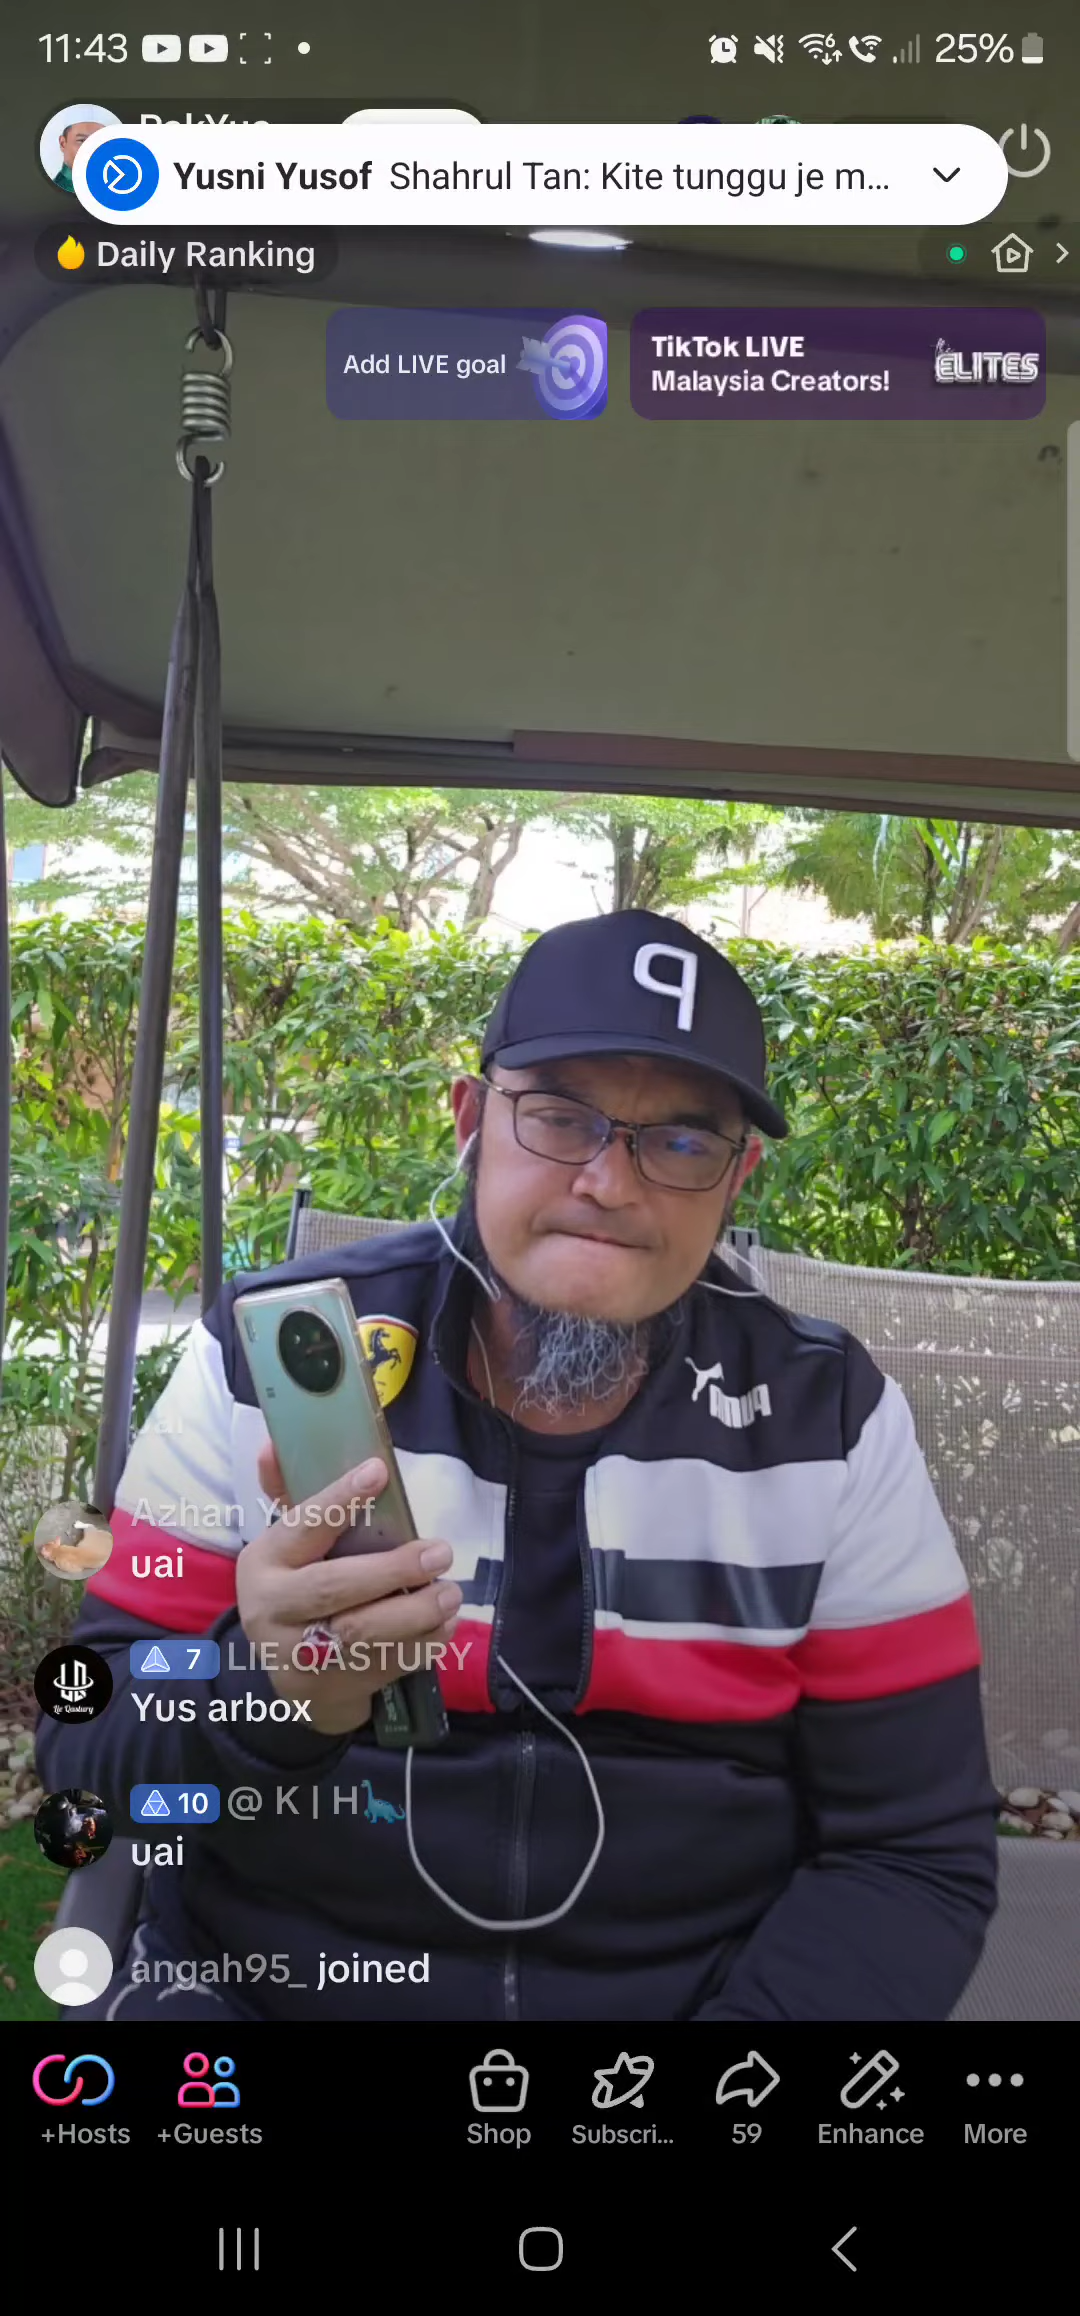 11:43
25%
Yusni Yusof Shahrul Tan: Kite tunggu je m...
Daily Ranking
Add LIVE goal
TikTok LIVE
Malaysia Creators!
ELITES
Azhan Yusoff
uai
7 LIE.QASTURY
Yus arbox
10 @ K | H
uai
angah95_ joined
+Hosts
+Guests
Shop
Subscri...
59
Enhance
More